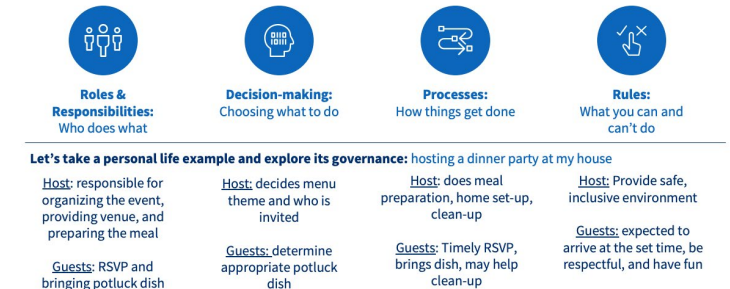 Roles &
Responsibilities:
Who does what
Decision-making:
Choosing what to do
Processes:
How things get done
Rules:
What you can and
can't do
Let's take a personal life example and explore its governance: hosting a dinner party at my house
Host: responsible for
organizing the event,
providing venue, and
preparing the meal
Guests: RSVP and
bringing potluck dish
Host: decides menu
theme and who is
invited
Guests: determine
appropriate potluck
dish
Host: does meal
preparation, home set-up,
clean-up
Guests: Timely RSVP,
brings dish, may help
clean-up
Host: Provide safe,
inclusive environment
Guests: expected to
arrive at the set time, be
respectful, and have fun